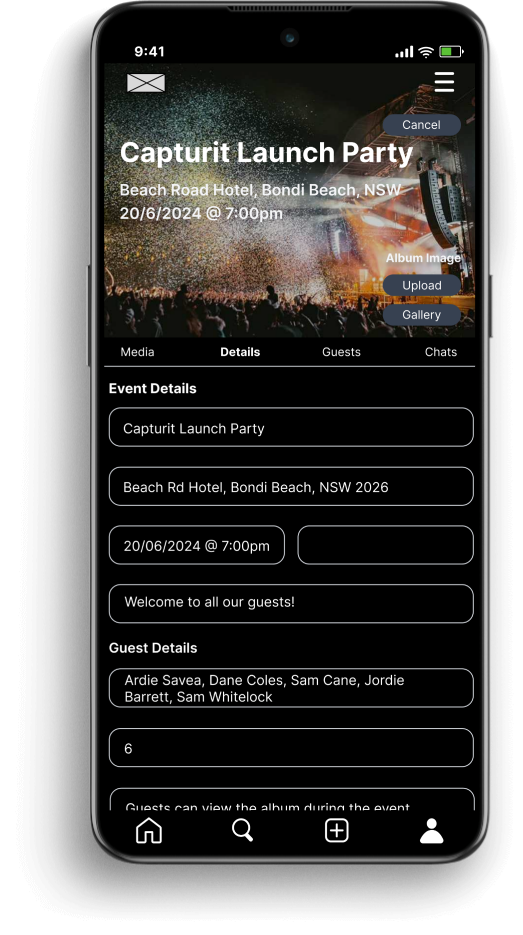 9:41
Cancel
Capturit Launch Party
Beach Road Hotel, Bondi Beach, NSW
20/6/2024 @ 7:00pm
Album Image
Upload
Gallery
Media Details Guests Chats
Event Details
Capturit Launch Party
Beach Rd Hotel, Bondi Beach, NSW 2026
20/06/2024 @ 7:00pm
Welcome to all our guests!
Guest Details
Ardie Savea, Dane Coles, Sam Cane, Jordie
Barrett, Sam Whitelock
6
Guests can view the album during the event